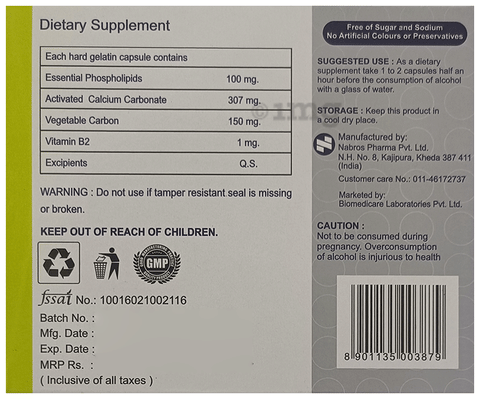 Dietary Supplement
Each hard gelatin capsule contains
Essential Phospholipids 100 mg.
Activated Calcium Carbonate 307 mg.
Vegetable Carbon 150 mg.
Vitamin B2 1 mg.
Excipients Q.S.
WARNING : Do not use if tamper resistant seal is missing
or broken.
KEEP OUT OF REACH OF CHILDREN.
GMP
fssai No.: 10016021002116
Batch No. :
Mfg. Date :
Exp. Date :
MRP Rs. :
( Inclusive of all taxes )
Free of Sugar and Sodium
No Artificial Colours or Preservatives
SUGGESTED USE : As a dietary
supplement take 1 to 2 capsules half an
hour before the consumption of alcohol
with a glass of water.
STORAGE : Keep this product in
a cool dry place.
Manufactured by:
Nabros Pharma Pvt. Ltd.
N.H. No. 8, Kajipura, Kheda 387 411
(India)
Customer care No.: 011-46172737
Marketed by:
Biomedicare Laboratories Pvt. Ltd.
CAUTION :
Not to be consumed during
pregnancy. Overconsumption
of alcohol is injurious to health
8 901135 003879